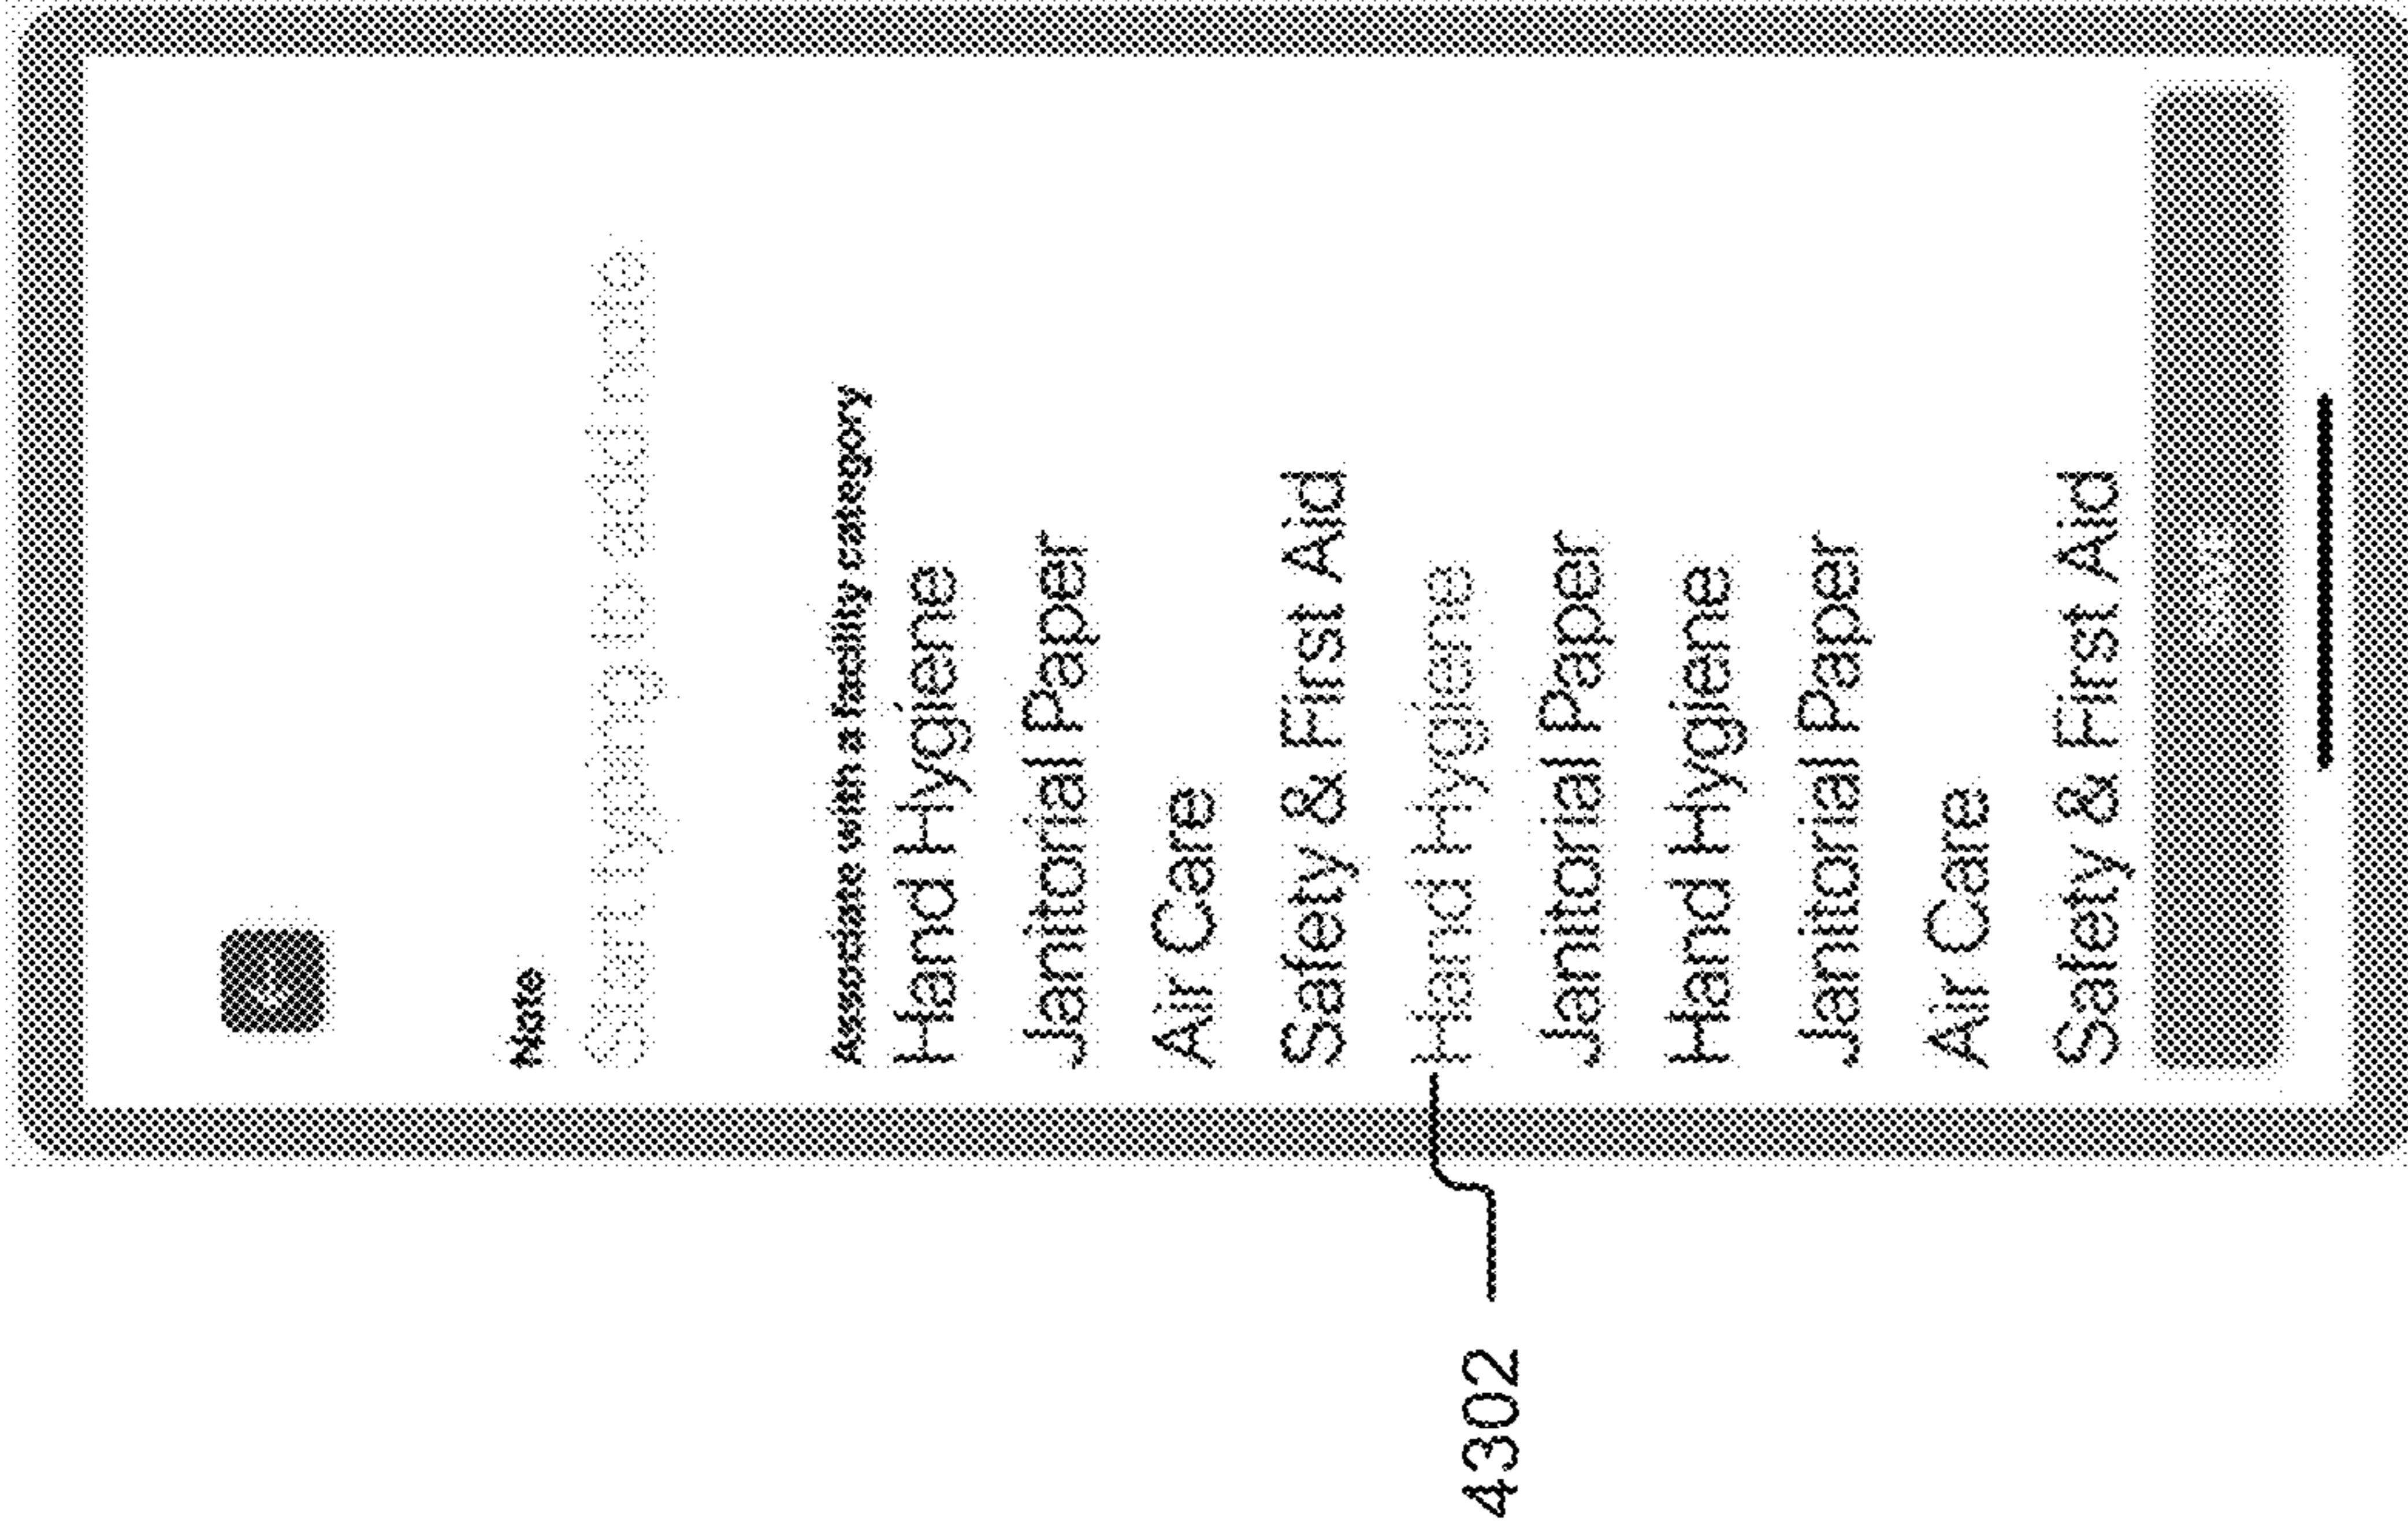 Note
Start typing to add note
Associate with a facility category
Hand Hygiene
Janitorial Paper
Air Care
Safety & First Aid
Hand Hygiene
Janitorial Paper
Hand Hygiene
Janitorial Paper
Air Care
Safety & First Aid
4302